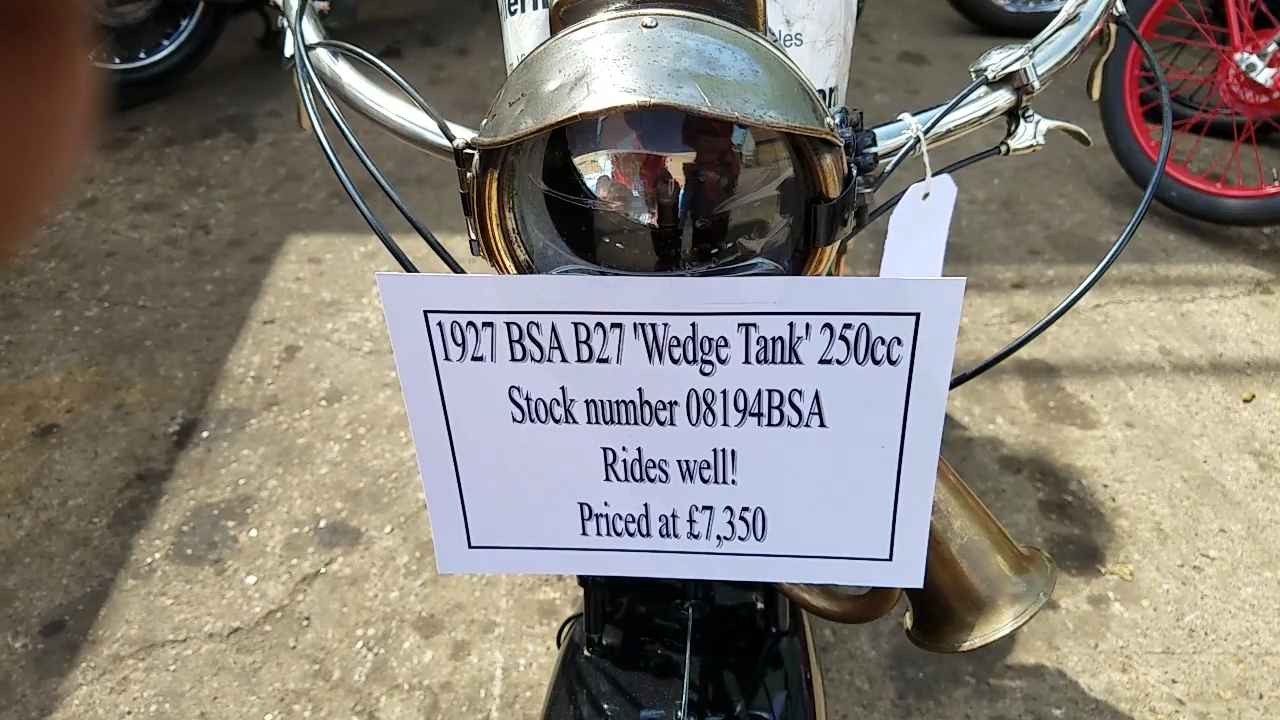 1927 BSA B27 'Wedge Tank' 250cc
Stock number 08194BSA
Rides well!
Priced at £7,350